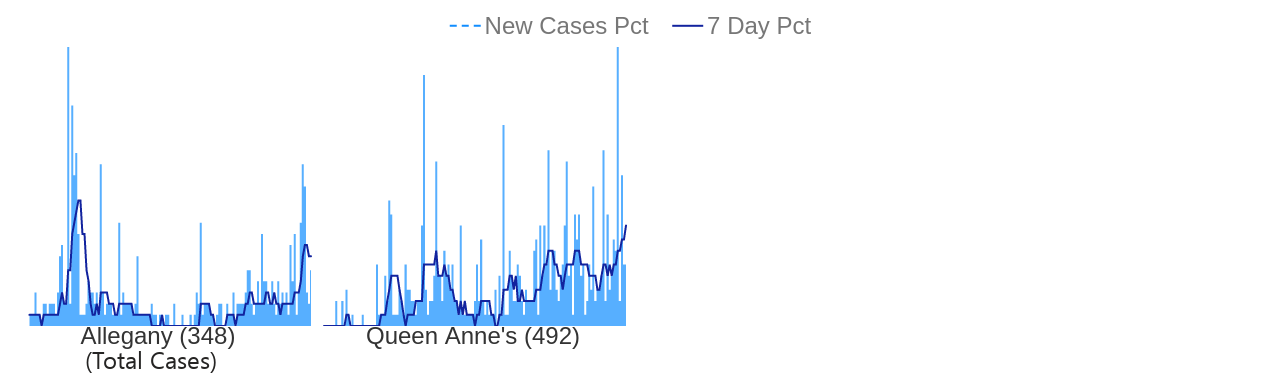 New Cases Pct 7 Day Pct
Allegany (348) Queen Anne's (492)
(Total Cases)